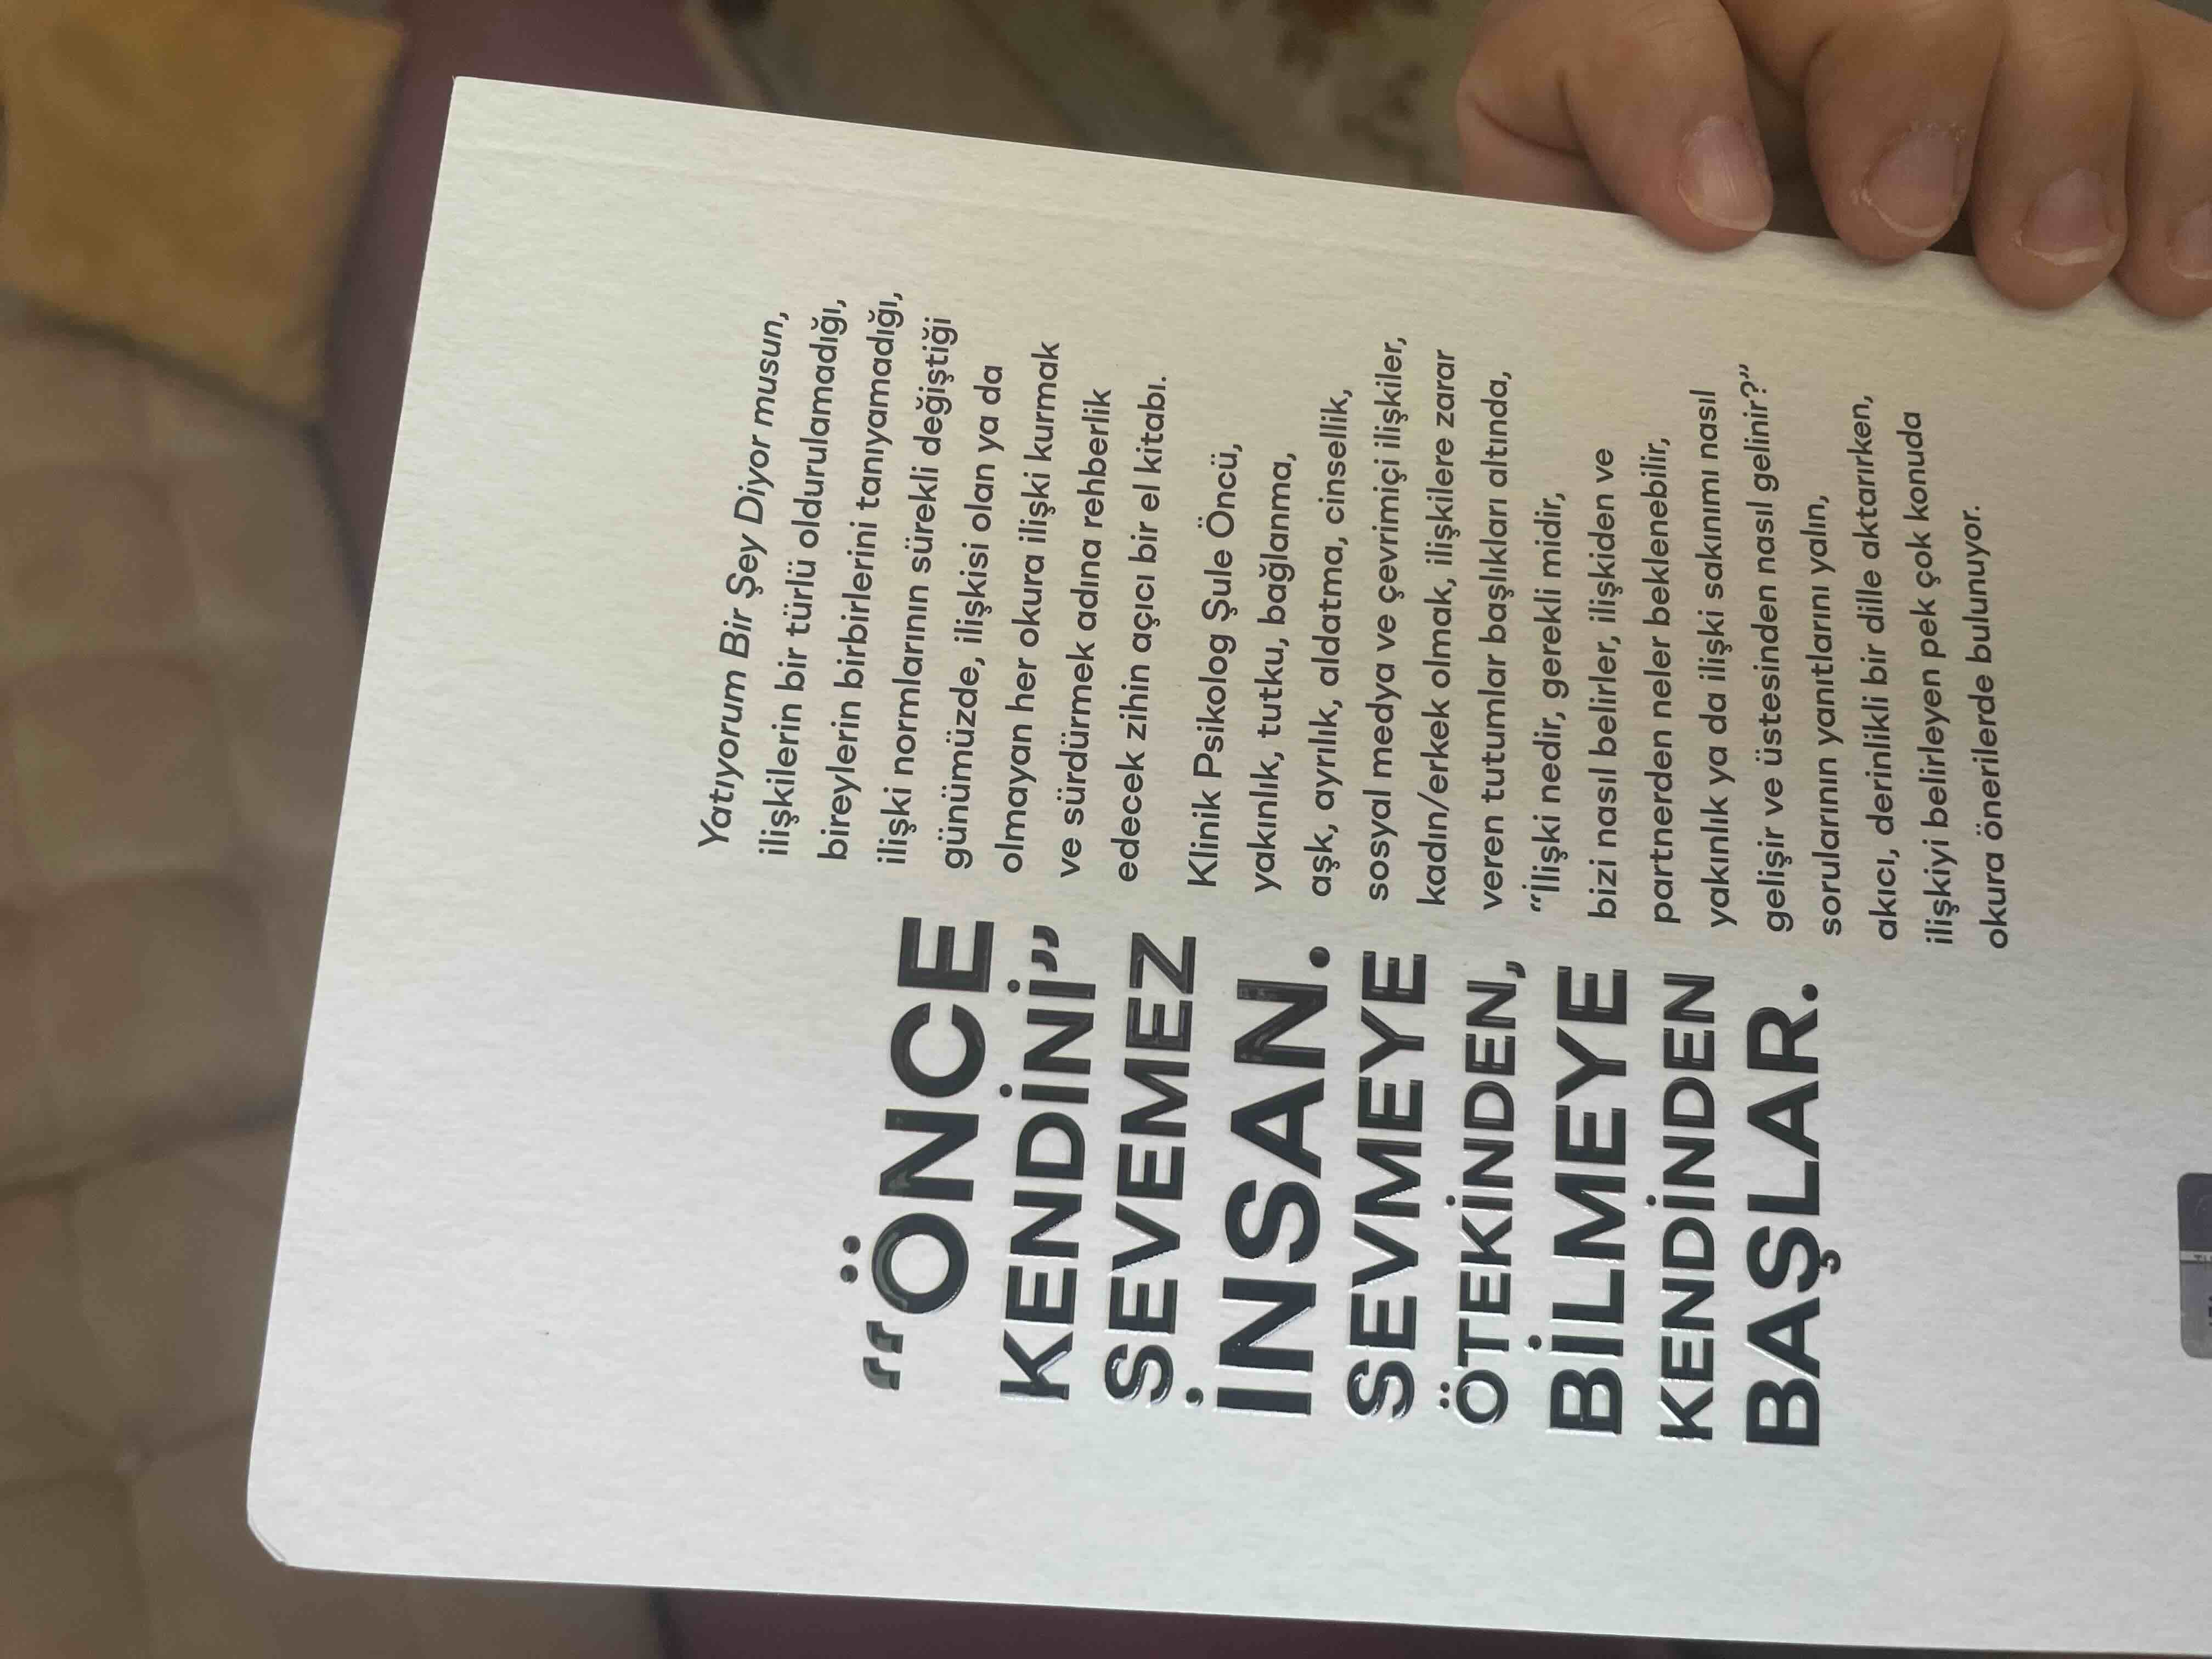 "ÖNCE
KENDİNİ"
SEVEMEZ
İNSAN.
SEVMEYE
ÖTEKİNDEN,
BİLMEYE
KENDİNDEN
BAŞLAR.
Yatıyorum Bir Şey Diyor musun,
ilişkilerin bir türlü oldurulamadığı,
bireylerin birbirlerini tanıyamadığı,
ilişki normlarının sürekli değiştiği
günümüzde, ilişkisi olan ya da
olmayan her okura ilişki kurmak
ve sürdürmek adına rehberlik
edecek zihin açıcı bir el kitabı.
Klinik Psikolog Şule Öncü,
yakınlık, tutku, bağlanma,
aşk, ayrılık, aldatma, cinsellik,
sosyal medya ve çevrimiçi ilişkiler,
kadın/erkek olmak, ilişkilere zarar
veren tutumlar başlıkları altında,
"İlişki nedir, gerekli midir,
bizi nasıl belirler, ilişkiden ve
partnerden neler beklenebilir,
yakınlık ya da ilişki sakınımı nasıl
gelişir ve üstesinden nasıl gelinir?"
sorularının yanıtlarını yalın,
akıcı, derinlikli bir dille aktarırken,
ilişkiyi belirleyen pek çok konuda
okura önerilerde bulunuyor.